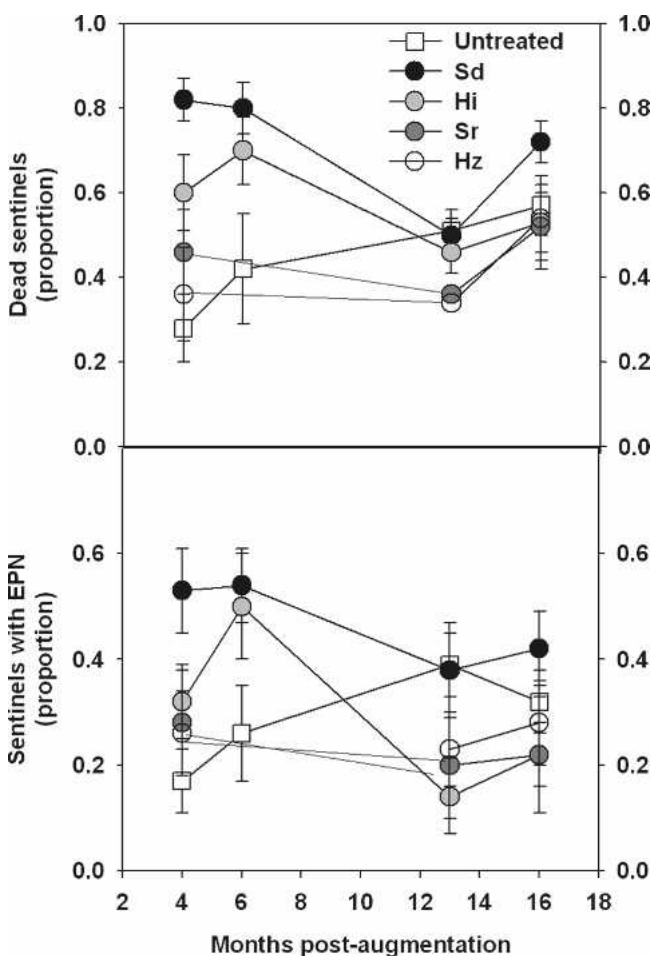 1.0
1.0
Untreated
Sd
Hi
Sr
Hz
0.8
0.8
0.6
0.6
0.4
0.4
0.2
0.2
0.0
0.0
Dead sentinels
(proportion)
0.6
0.6
0.4
0.4
0.2
0.2
0.0
0.0
Sentinels with EPN
(proportion)
2 4 6 8 10 12 14 16 18
Months post-augmentation